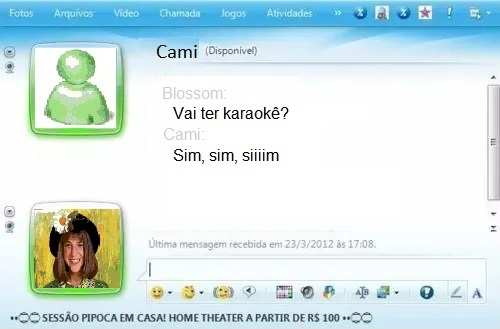 Fotos Arquivos Vídeo Chamada Jogos Atividades »
Cami (Disponível)
Blossom:
Vai ter karaokê?
Cami:
Sim, sim, siiiim
Última mensagem recebida em 23/3/2012 às 17:08.
••◯◯ SESSÃO PIPOCA EM CASA! HOME THEATER A PARTIR DE R$ 100 ••◯◯